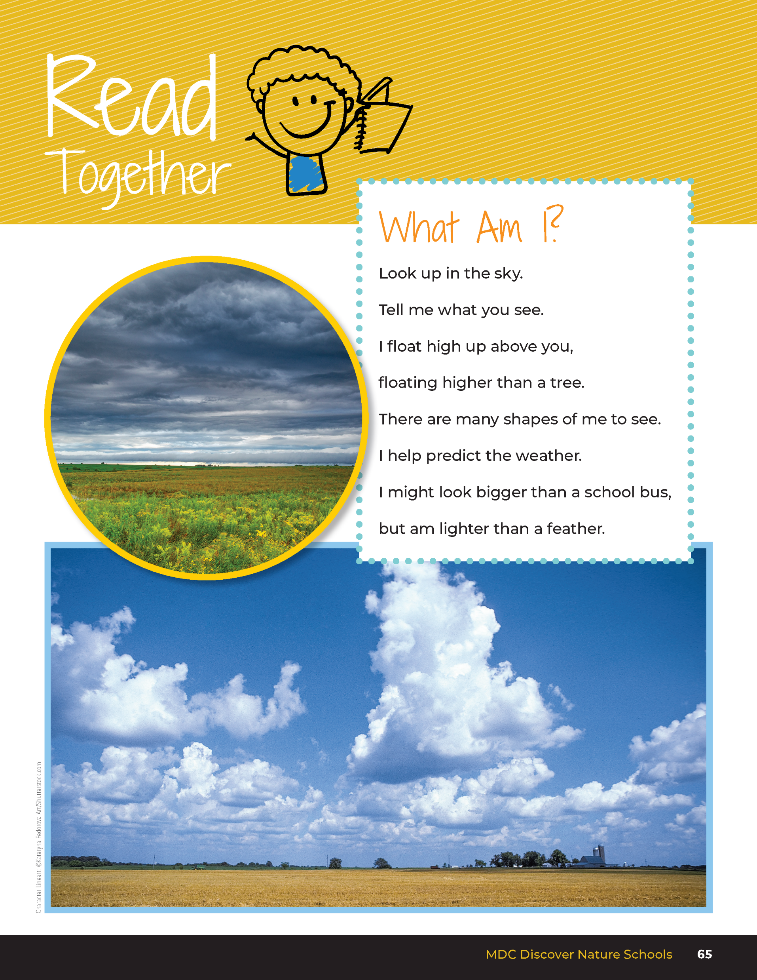 Read
Together
What Am I?
Look up in the sky.
Tell me what you see.
I float high up above you,
floating higher than a tree.
There are many shapes of me to see.
I help predict the weather.
I might look bigger than a school bus,
but am lighter than a feather.
MDC Discover Nature Schools 65